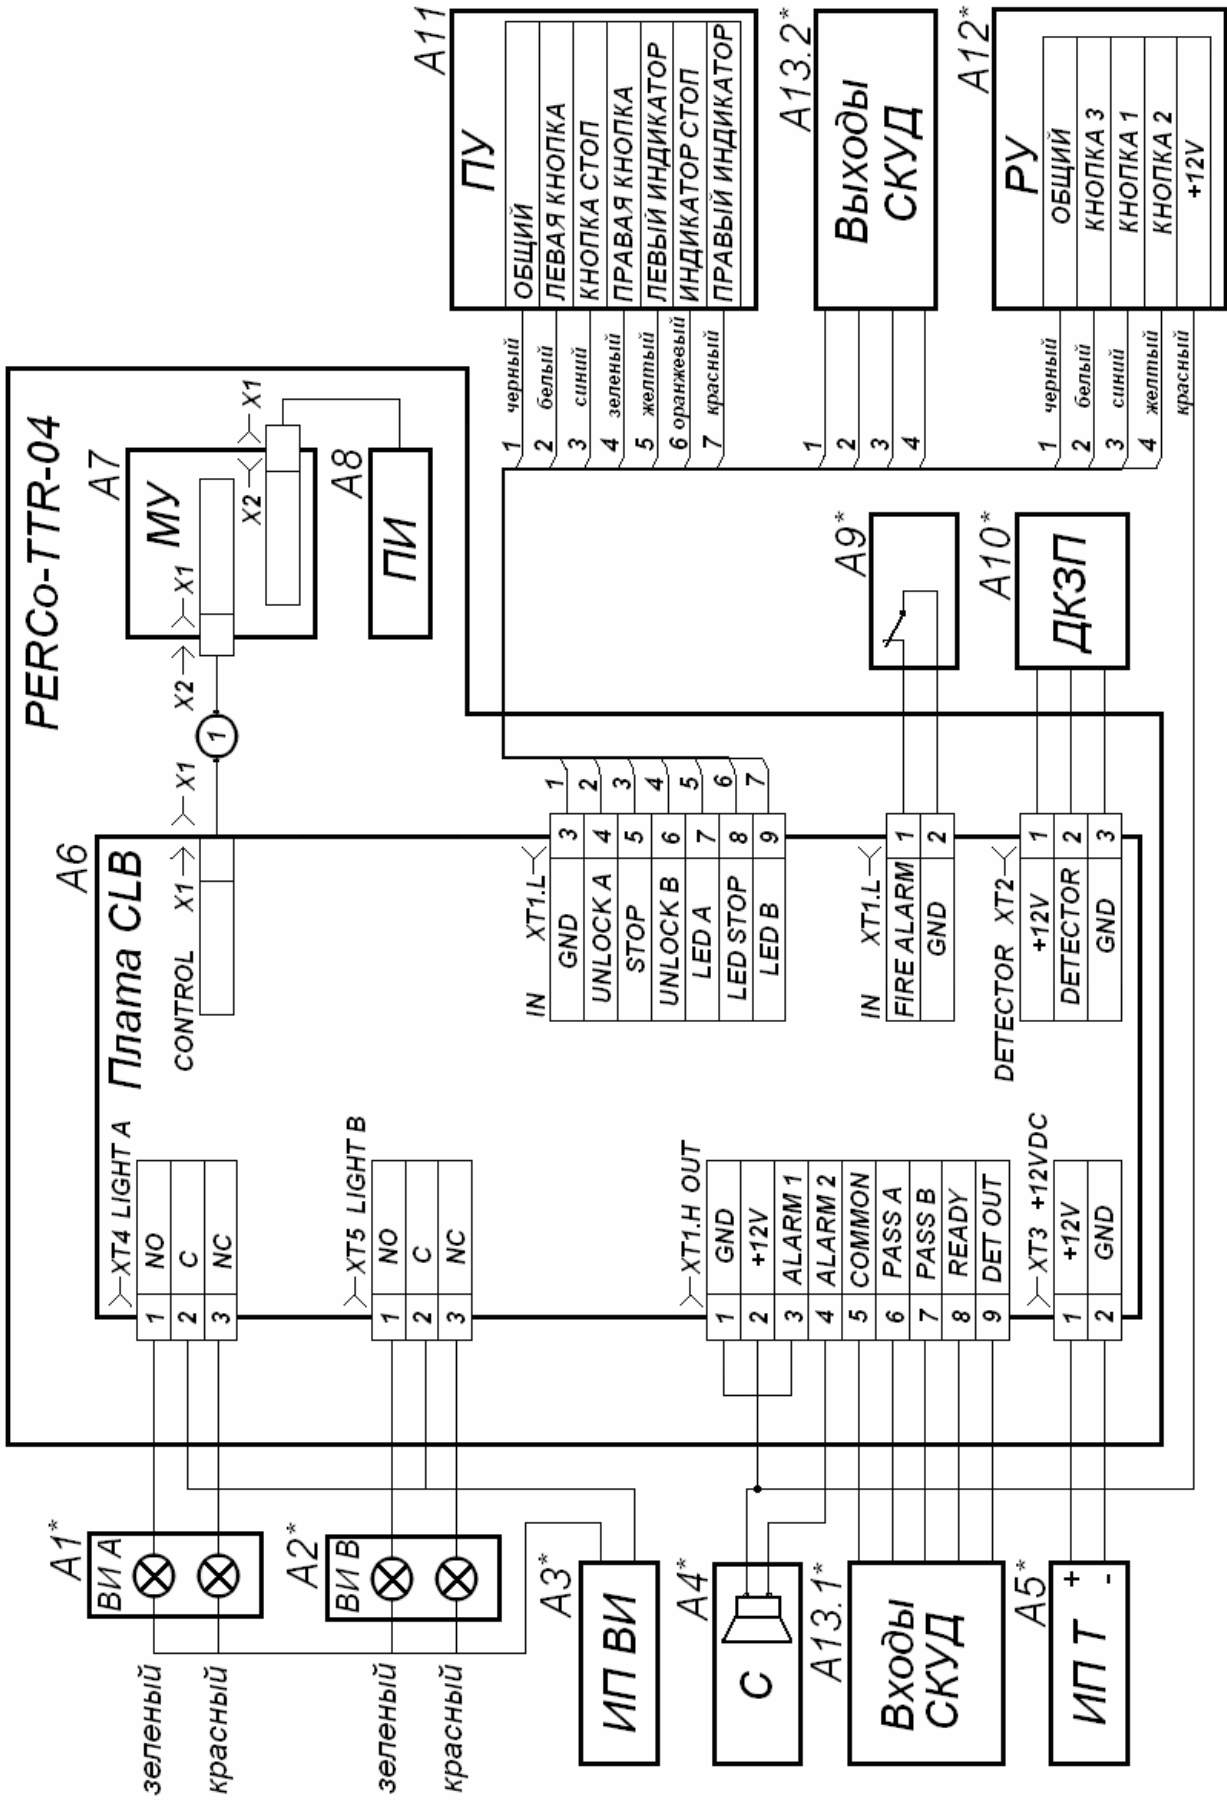 PERCo-TTR-04
A1*
ВИ А
зеленый
красный
A2*
ВИ В
зеленый
красный
A3*
ИП ВИ
A4*
С
A13.1*
Входы
СКУД
A5*
ИП Т
+
-
A6
Плата CLB
XT4 LIGHT A
1 NO
2 C
3 NC
XT5 LIGHT B
1 NO
2 C
3 NC
XT1.H OUT
1 GND
2 +12V
3 ALARM 1
4 ALARM 2
5 COMMON
6 PASS A
7 PASS B
8 READY
9 DET OUT
XT3 +12VDC
1 +12V
2 GND
CONTROL X1 X1
1
X2 X1
A7
МУ
X2 X1
A8
ПИ
IN XT1.L
GND 3 1
UNLOCK A 4 2
STOP 5 3
UNLOCK B 6 4
LED A 7 5
LED STOP 8 6
LED B 9 7
IN XT1.L
FIRE ALARM 1
GND 2
DETECTOR XT2
+12V 1
DETECTOR 2
GND 3
A9*
A10*
ДКЗП
A11
ПУ
1 черный ОБЩИЙ
2 белый ЛЕВАЯ КНОПКА
3 синий КНОПКА СТОП
4 зеленый ПРАВАЯ КНОПКА
5 желтый ЛЕВЫЙ ИНДИКАТОР
6 оранжевый ИНДИКАТОР СТОП
7 красный ПРАВЫЙ ИНДИКАТОР
A13.2*
Выходы
СКУД
1
2
3
4
A12*
РУ
1 черный ОБЩИЙ
2 белый КНОПКА 3
3 синий КНОПКА 1
4 желтый КНОПКА 2
красный +12V